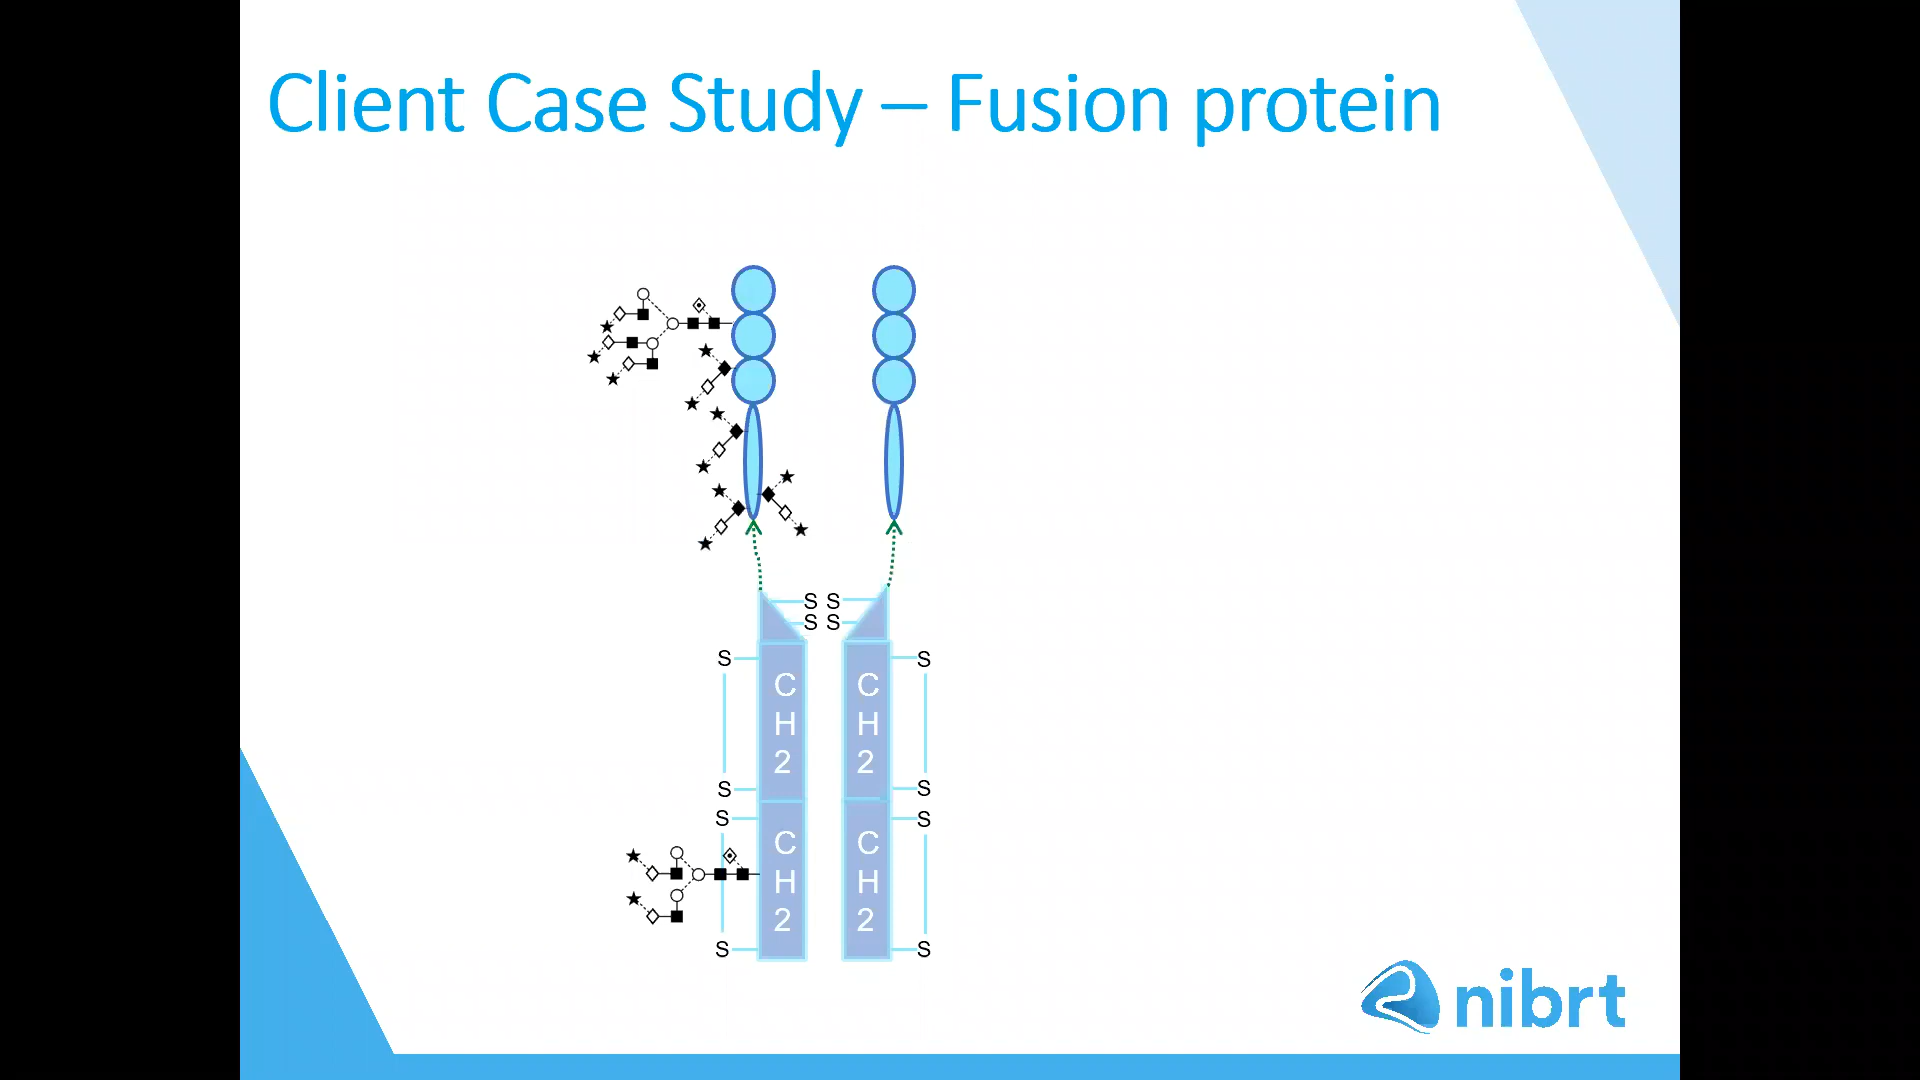 Client Case Study – Fusion protein
S S
S S
S S
C C
H H
2 2
S S
S S
C C
H H
2 2
S S
nibrt